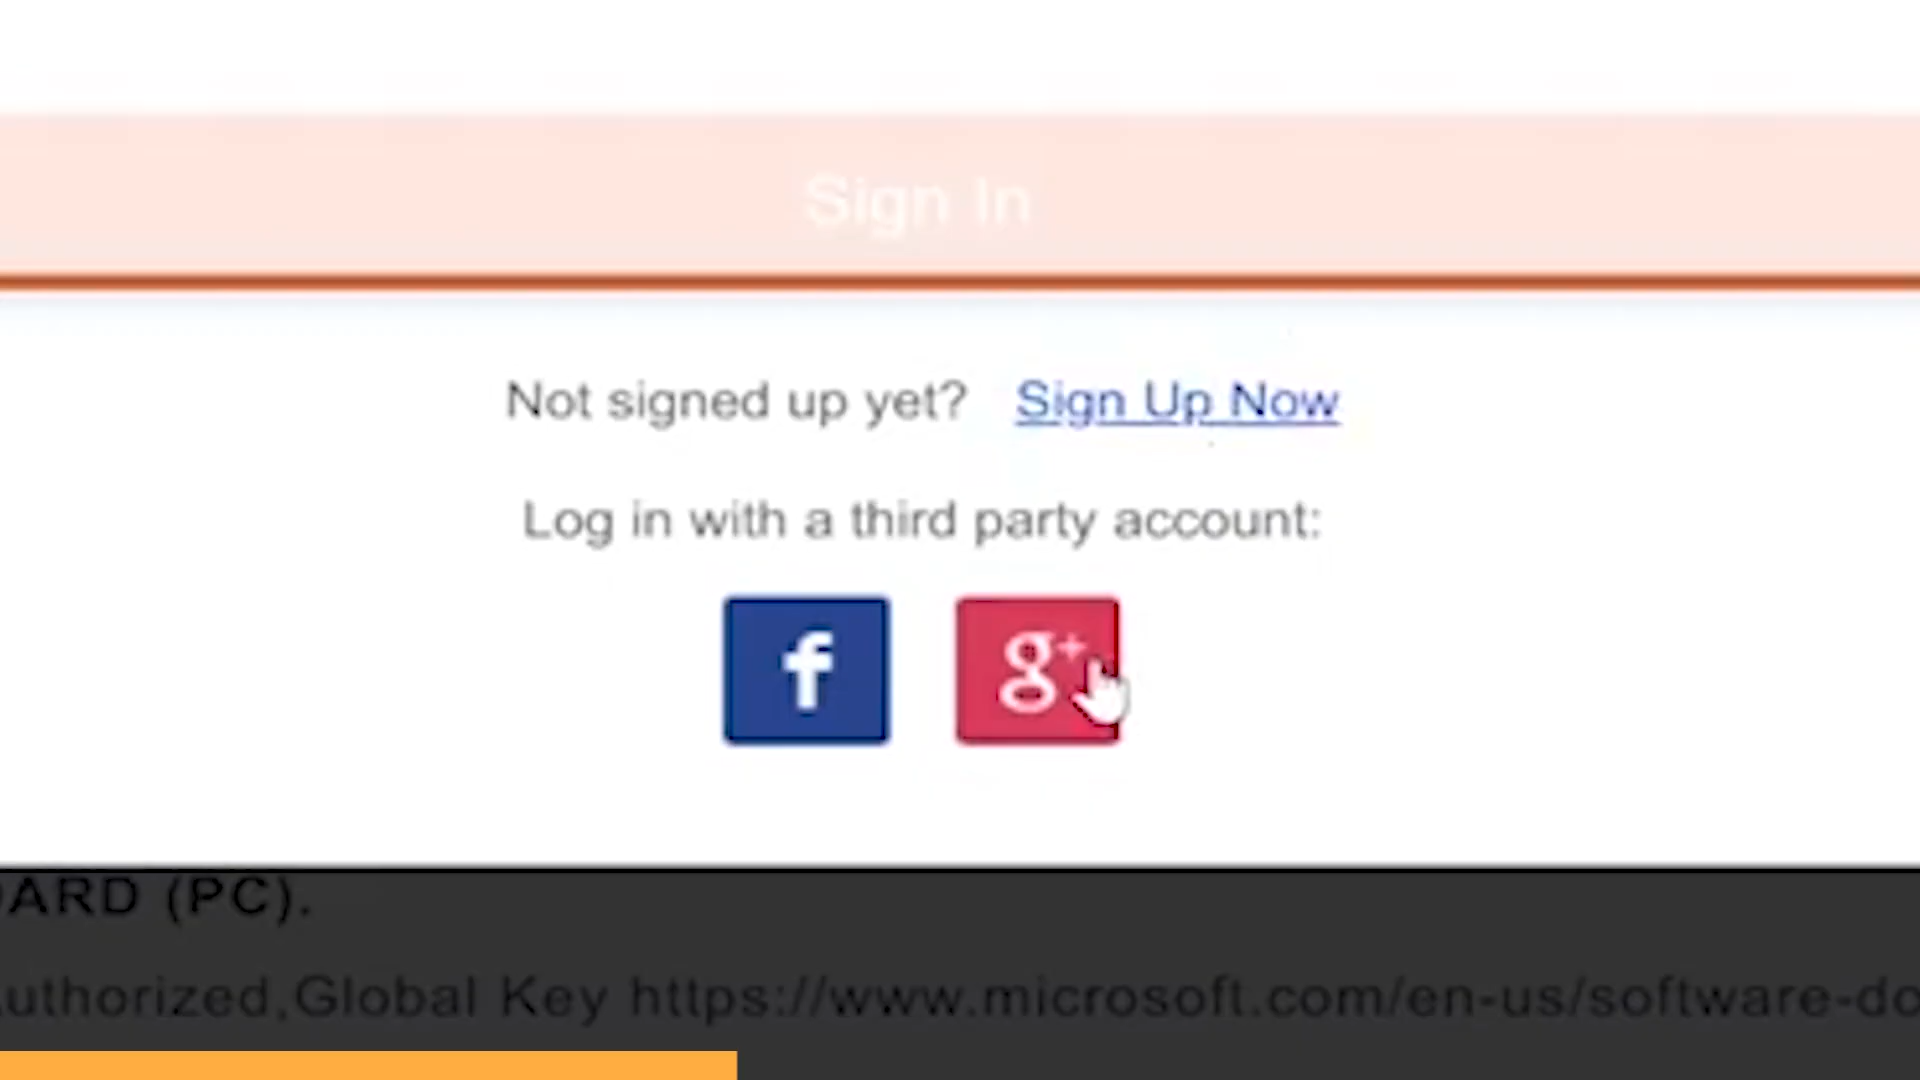 Sign In
Not signed up yet? Sign Up Now
Log in with a third party account:
f g+
ARD (PC).
uthorized,Global Key https://www.microsoft.com/en-us/software-do